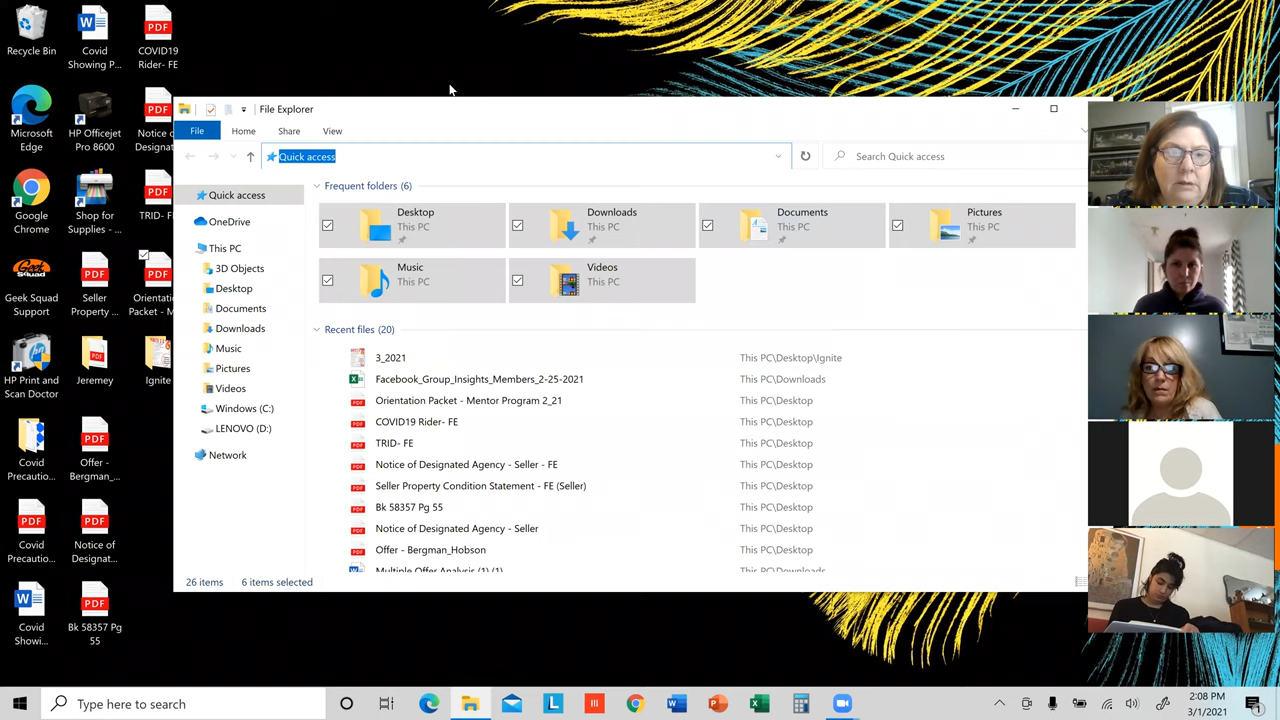 Recycle Bin
Covid
Showing P...
COVID19
Rider- FE
Microsoft
Edge
HP Officejet
Pro 8600
Notice o
Designat
Google
Chrome
Shop for
Supplies - ...
TRID- F
Geek Squad
Support
Seller
Property ...
Orientatio
Packet - M
HP Print and
Scan Doctor
Jeremey
Ignite
Covid
Precautio...
Offer -
Bergman_...
Covid
Precautio...
Notice of
Designat...
Covid
Showi...
Bk 58357 Pg
55
File Explorer
File Home Share View
Quick access
Search Quick access
Quick access
OneDrive
This PC
3D Objects
Desktop
Documents
Downloads
Music
Pictures
Videos
Windows (C:)
LENOVO (D:)
Network
Frequent folders (6)
Desktop
This PC
Downloads
This PC
Documents
This PC
Pictures
This PC
Music
This PC
Videos
This PC
Recent files (20)
3_2021 This PC\Desktop\Ignite
Facebook_Group_Insights_Members_2-25-2021 This PC\Downloads
Orientation Packet - Mentor Program 2_21 This PC\Desktop
COVID19 Rider- FE This PC\Desktop
TRID- FE This PC\Desktop
Notice of Designated Agency - Seller - FE This PC\Desktop
Seller Property Condition Statement - FE (Seller) This PC\Desktop
Bk 58357 Pg 55 This PC\Desktop
Notice of Designated Agency - Seller This PC\Desktop
Offer - Bergman_Hobson This PC\Desktop
Multiple Offer Analysis (1) (1) This PC\Downloads
26 items 6 items selected
Type here to search
2:08 PM
3/1/2021